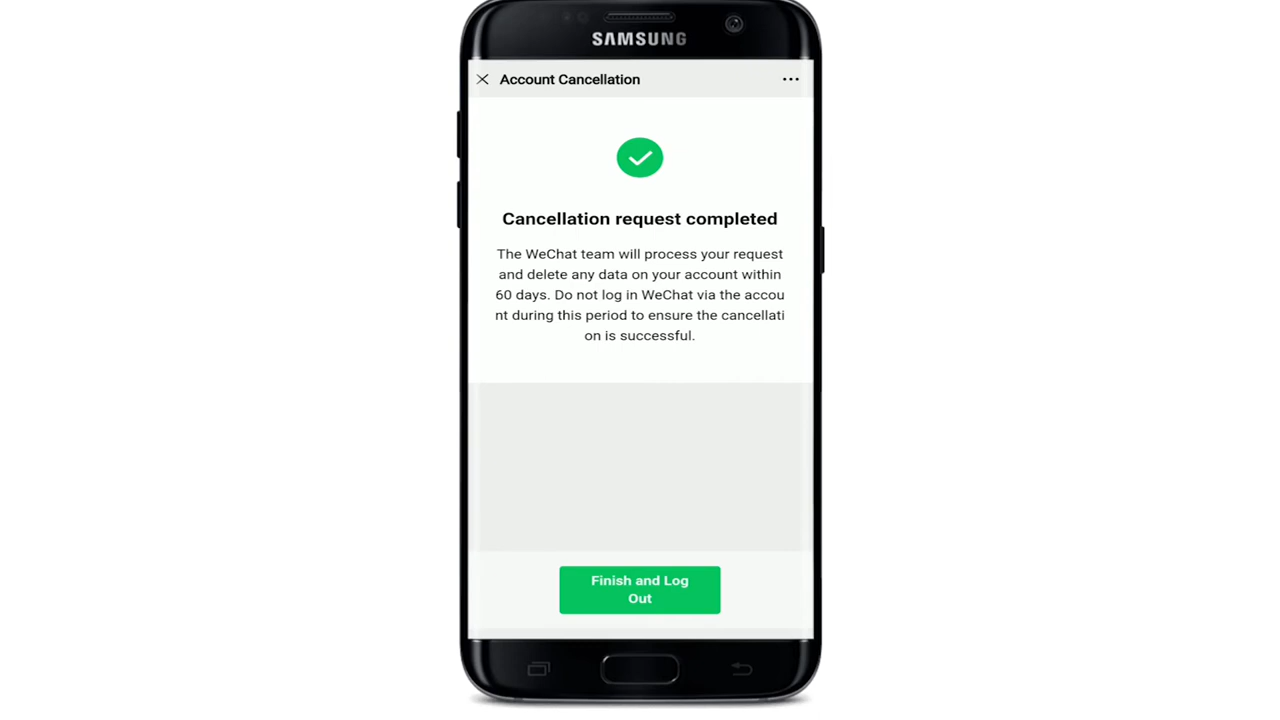 SAMSUNG
Account Cancellation
Cancellation request completed
The WeChat team will process your request
and delete any data on your account within
60 days. Do not log in WeChat via the accou
nt during this period to ensure the cancellati
on is successful.
Finish and Log
Out